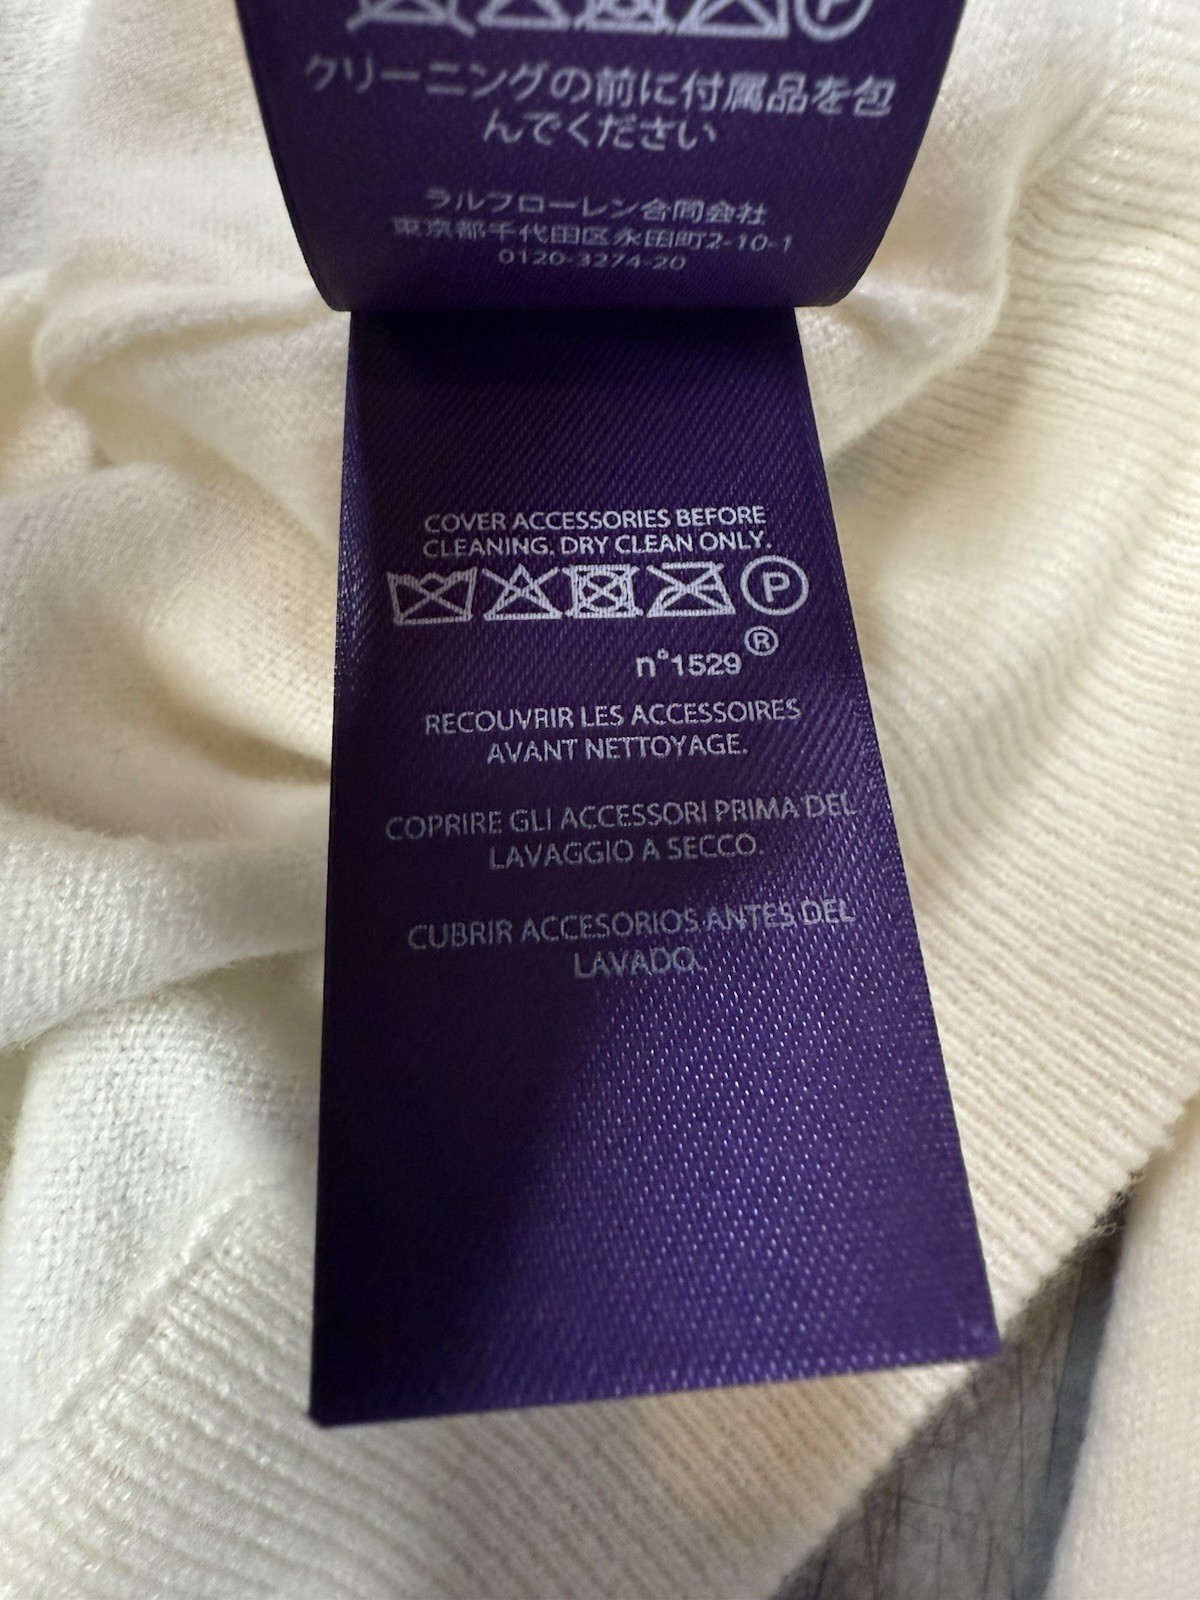 クリーニングの前に付属品を包
んでください
ラルフローレン合同会社
東京都千代田区永田町2-10-1
0120-3274-20
COVER ACCESSORIES BEFORE
CLEANING. DRY CLEAN ONLY.
P
n°1529®
RECOUVRIR LES ACCESSOIRES
AVANT NETTOYAGE.
COPRIRE GLI ACCESSORI PRIMA DEL
LAVAGGIO A SECCO.
CUBRIR ACCESORIOS ANTES DEL
LAVADO.